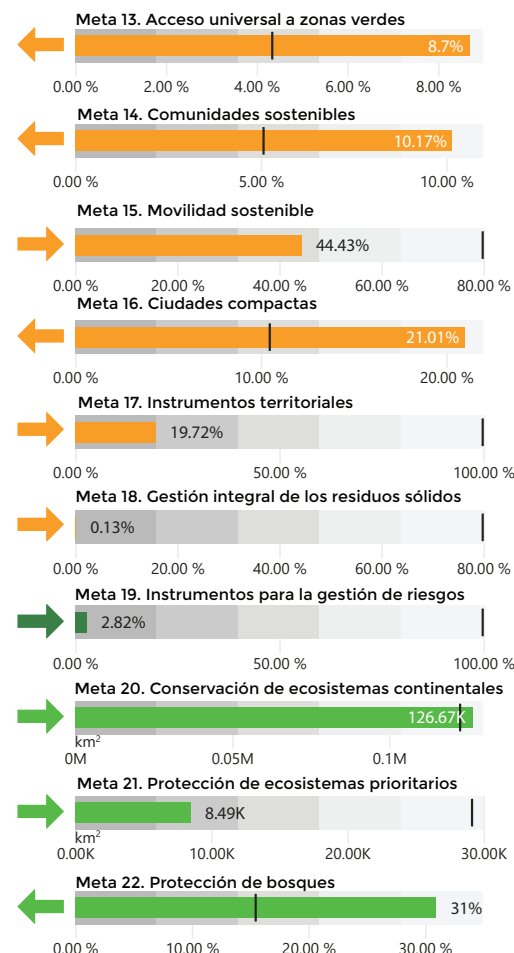 Meta 13. Acceso universal a zonas verdes
8.7%
0.00 % 2.00 % 4.00 % 6.00 % 8.00 %
Meta 14. Comunidades sostenibles
10.17%
0.00 % 5.00 % 10.00 %
Meta 15. Movilidad sostenible
44.43%
0.00 % 20.00 % 40.00 % 60.00 % 80.00 %
Meta 16. Ciudades compactas
21.01%
0.00 % 10.00 % 20.00 %
Meta 17. Instrumentos territoriales
19.72%
0.00 % 50.00 % 100.00 %
Meta 18. Gestión integral de los residuos sólidos
0.13%
0.00 % 20.00 % 40.00 % 60.00 % 80.00 %
Meta 19. Instrumentos para la gestión de riesgos
2.82%
0.00 % 50.00 % 100.00 %
Meta 20. Conservación de ecosistemas continentales
126.67K
km²
0M 0.05M 0.1M
Meta 21. Protección de ecosistemas prioritarios
8.49K
km²
0.00K 10.00K 20.00K 30.00K
Meta 22. Protección de bosques
31%
0.00 % 10.00 % 20.00 % 30.00 %